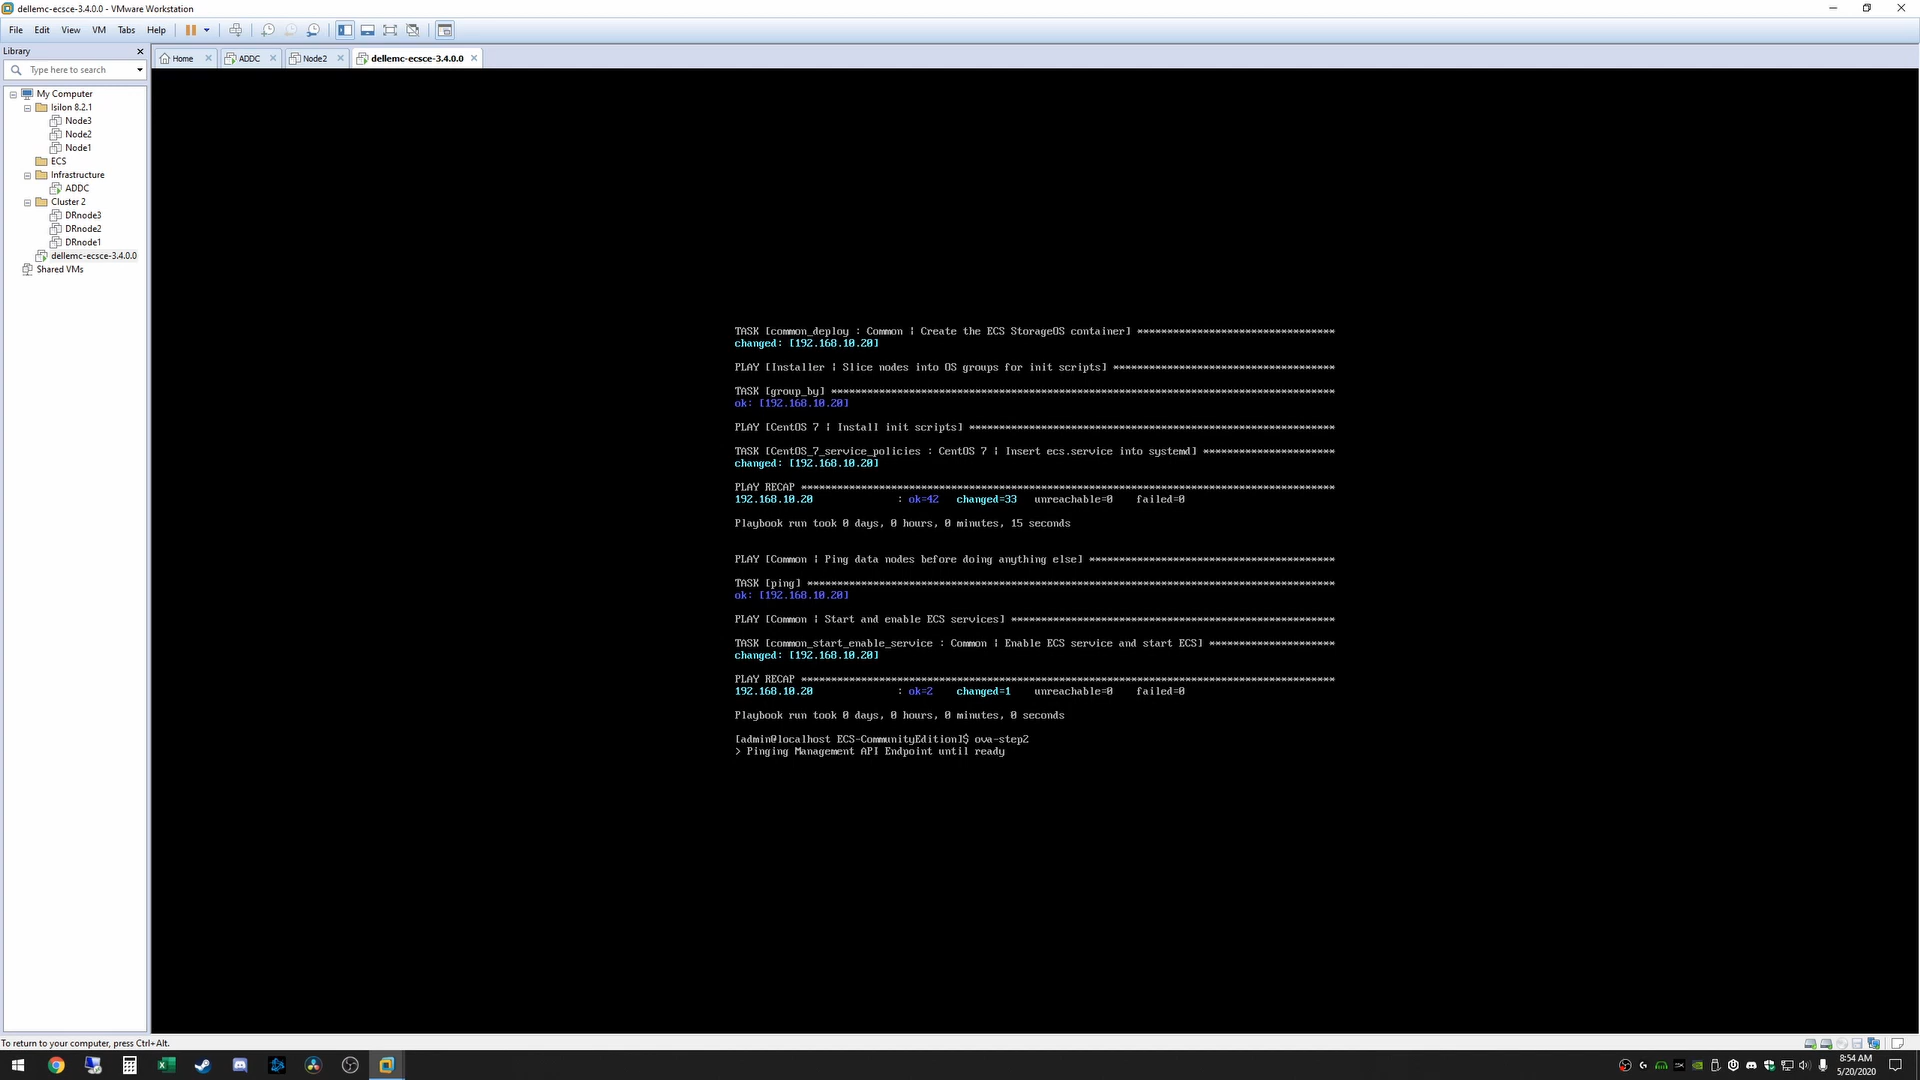 dellemc-ecsce-3.4.0.0 - VMware Workstation
File Edit View VM Tabs Help
Library
Type here to search
Home ADDC Node2 dellemc-ecsce-3.4.0.0
My Computer
Isilon 8.2.1
Node3
Node2
Node1
ECS
Infrastructure
ADDC
Cluster 2
DRnode3
DRnode2
DRnode1
dellemc-ecsce-3.4.0.0
Shared VMs
TASK [common_deploy : Common | Create the ECS StorageOS container] *********************************
changed: [192.168.10.20]
PLAY [Installer | Slice nodes into OS groups for init scripts] *************************************
TASK [group_by] ************************************************************************************
ok: [192.168.10.20]
PLAY [CentOS 7 | Install init scripts] *************************************************************
TASK [CentOS_7_service_policies : CentOS 7 | Insert ecs.service into systemd] **********************
changed: [192.168.10.20]
PLAY RECAP *****************************************************************************************
192.168.10.20 : ok=42 changed=33 unreachable=0 failed=0
Playbook run took 0 days, 0 hours, 0 minutes, 15 seconds
PLAY [Common | Ping data nodes before doing anything else] *****************************************
TASK [ping] ****************************************************************************************
ok: [192.168.10.20]
PLAY [Common | Start and enable ECS services] ******************************************************
TASK [common_start_enable_service : Common | Enable ECS service and start ECS] *********************
changed: [192.168.10.20]
PLAY RECAP *****************************************************************************************
192.168.10.20 : ok=2 changed=1 unreachable=0 failed=0
Playbook run took 0 days, 0 hours, 0 minutes, 0 seconds
[admin@localhost ECS-CommunityEdition]$ ova-step2
> Pinging Management API Endpoint until ready
To return to your computer, press Ctrl+Alt.
8:54 AM
5/20/2020